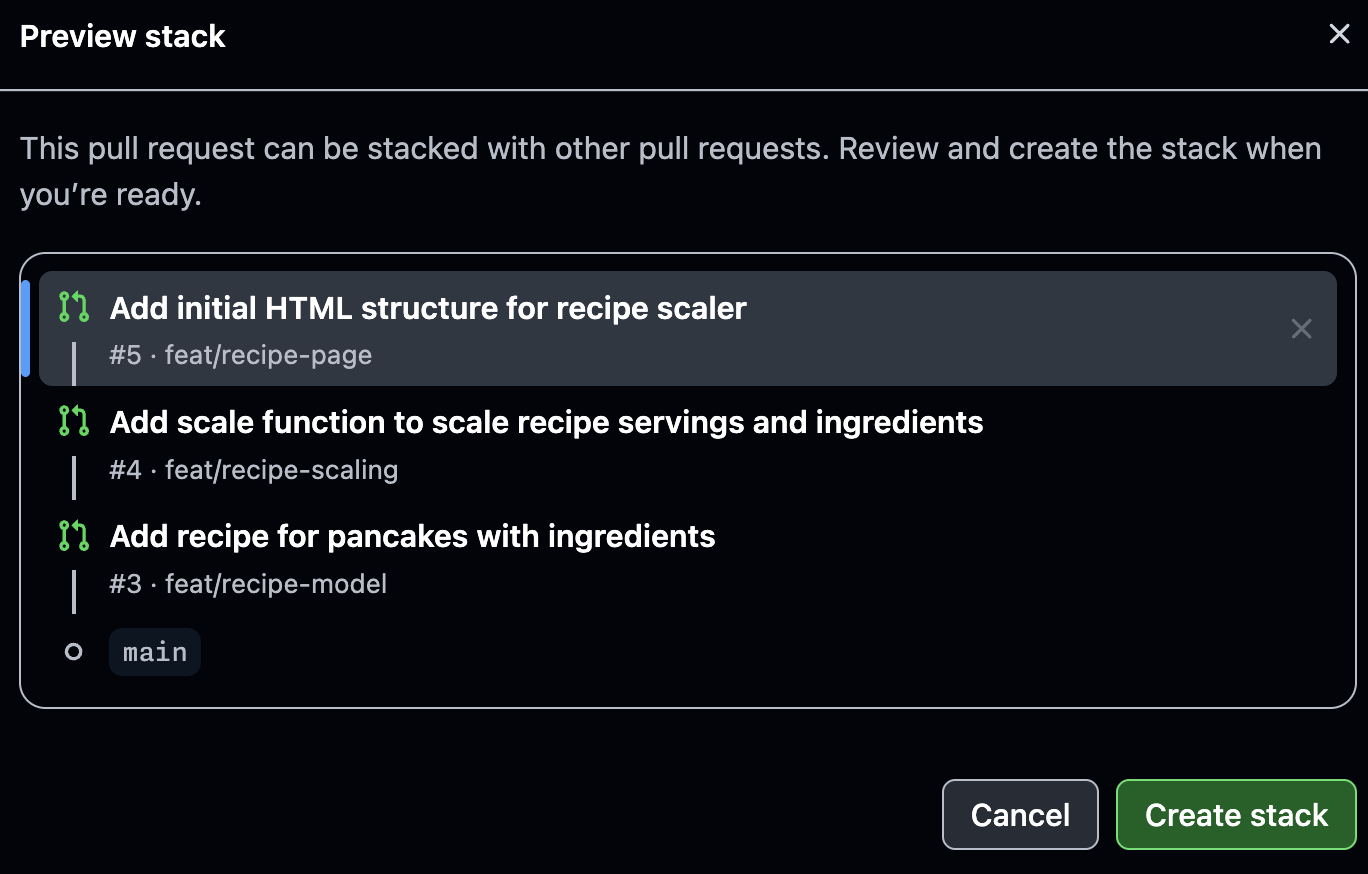 Preview stack
This pull request can be stacked with other pull requests. Review and create the stack when
you’re ready.
Add initial HTML structure for recipe scaler
#5 · feat/recipe-page
Add scale function to scale recipe servings and ingredients
#4 · feat/recipe-scaling
Add recipe for pancakes with ingredients
#3 · feat/recipe-model
main
Cancel
Create stack